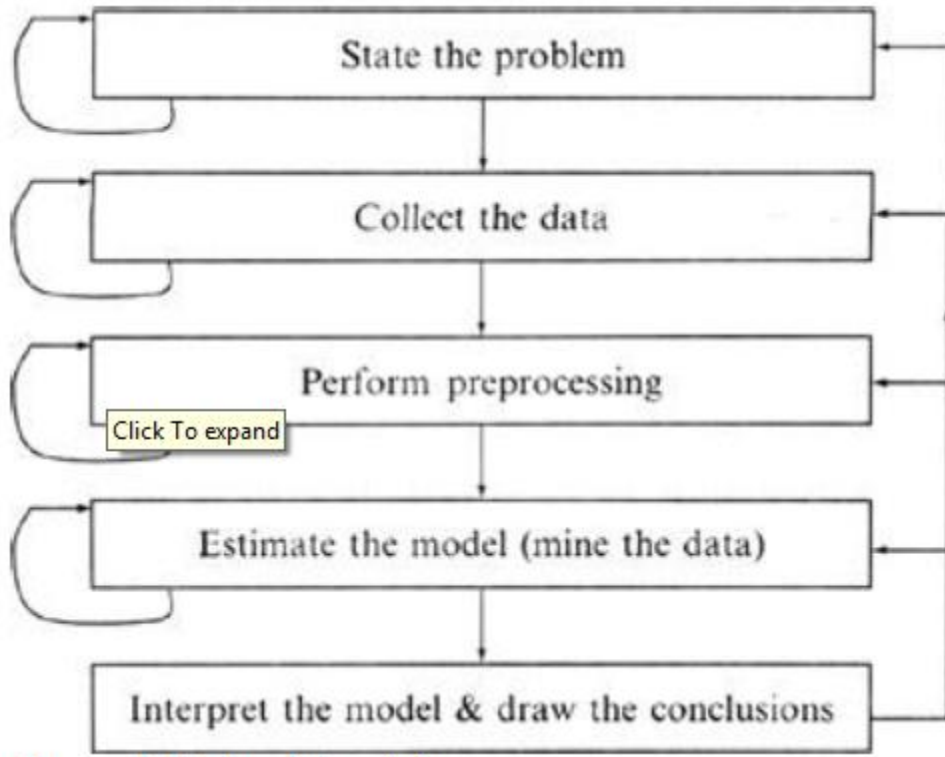 State the problem
Collect the data
Perform preprocessing
Click To expand
Estimate the model (mine the data)
Interpret the model & draw the conclusions